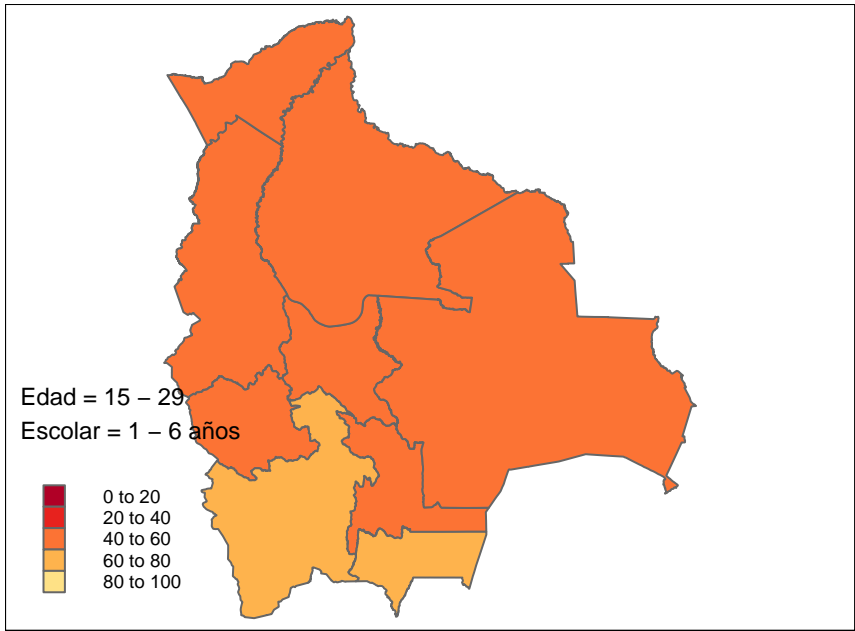 Edad = 15 − 29
Escolar = 1 − 6 años
0 to 20
20 to 40
40 to 60
60 to 80
80 to 100